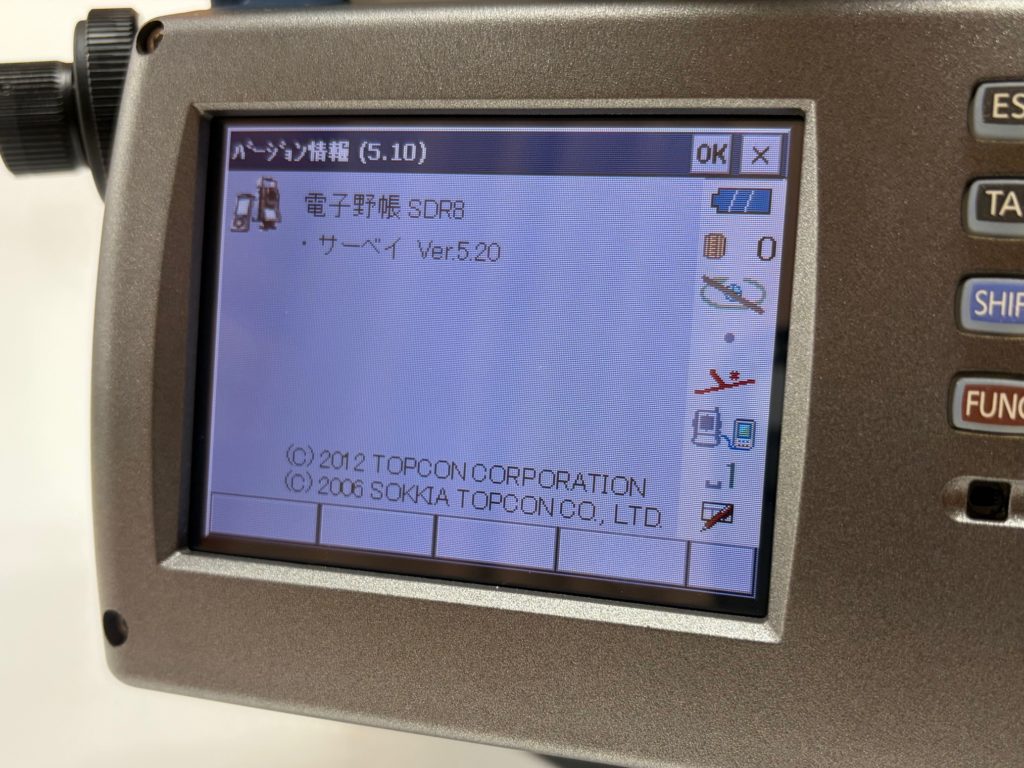 バージョン情報 (5.10)
OK
電子野帳 SDR8
・サーベイ Ver.5.20
0
1
(C) 2012 TOPCON CORPORATION
(C) 2006 SOKKIA TOPCON CO., LTD.
ES
TA
SHIF
FUNC